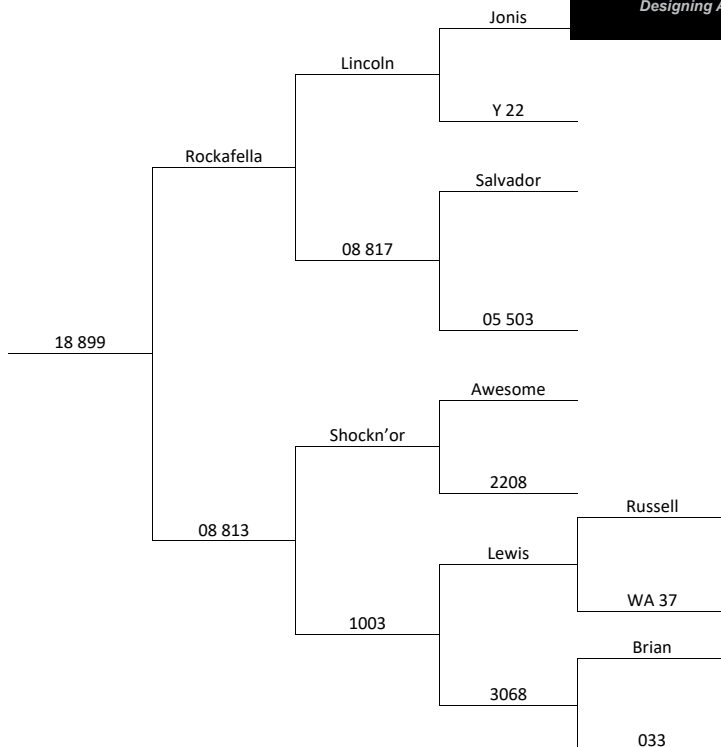 Designing A
Jonis
Lincoln
Y 22
Rockafella
Salvador
08 817
05 503
18 899
Awesome
Shockn’or
2208
Russell
08 813
Lewis
WA 37
1003
Brian
3068
033